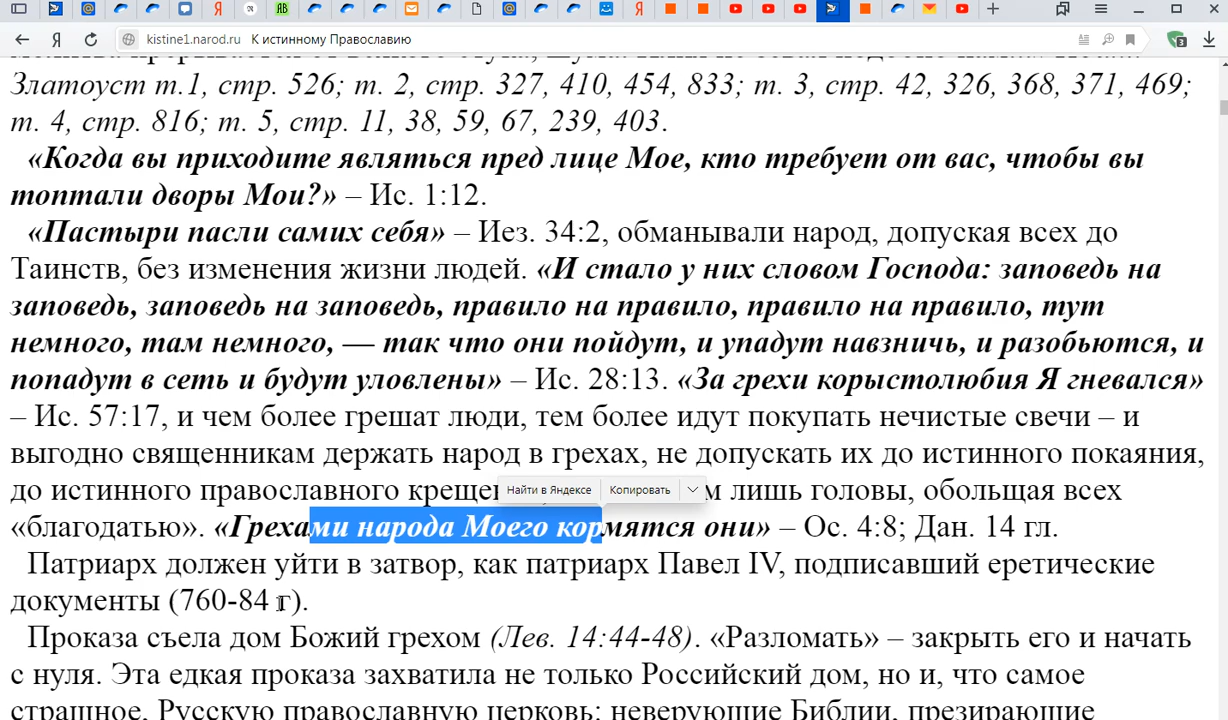 kistine1.narod.ru К истинному Православию
3
Златоуст т.1, стр. 526; т. 2, стр. 327, 410, 454, 833; т. 3, стр. 42, 326, 368, 371, 469;
т. 4, стр. 816; т. 5, стр. 11, 38, 59, 67, 239, 403.
«Когда вы приходите являться пред лице Мое, кто требует от вас, чтобы вы
топтали дворы Мои?» – Ис. 1:12.
«Пастыри пасли самих себя» – Иез. 34:2, обманывали народ, допуская всех до
Таинств, без изменения жизни людей. «И стало у них словом Господа: заповедь на
заповедь, заповедь на заповедь, правило на правило, правило на правило, тут
немного, там немного, — так что они пойдут, и упадут навзничь, и разобьются, и
попадут в сеть и будут уловлены» – Ис. 28:13. «За грехи корыстолюбия Я гневался»
– Ис. 57:17, и чем более грешат люди, тем более идут покупать нечистые свечи – и
выгодно священникам держать народ в грехах, не допускать их до истинного покаяния,
до истинного православного лишь головы, обольщая всех
Найти в Яндексе Копировать
«благодатью». «Грехами народа Моего кормятся они» – Ос. 4:8; Дан. 14 гл.
Патриарх должен уйти в затвор, как патриарх Павел IV, подписавший еретические
документы (760-84 г).
Проказа съела дом Божий грехом (Лев. 14:44-48). «Разломать» – закрыть его и начать
с нуля. Эта едкая проказа захватила не только Российский дом, но и, что самое
страшное, Русскую православную церковь: неверующие Библии, презирающие